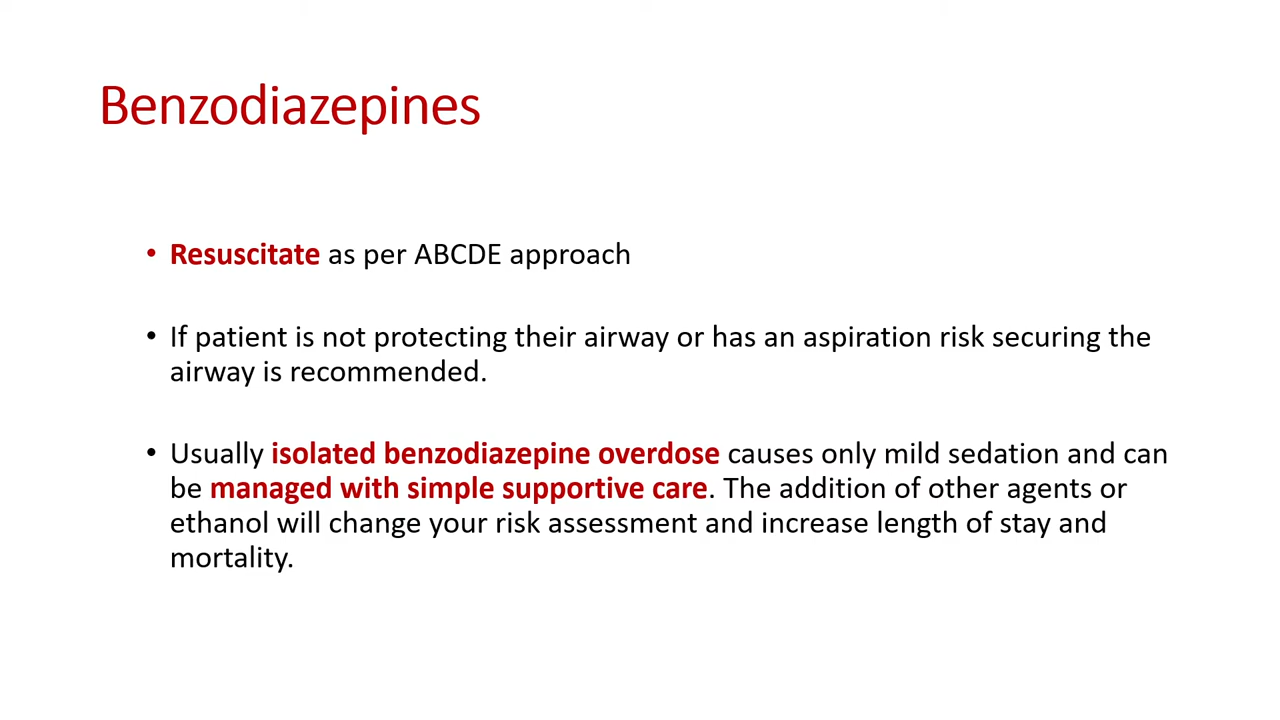 Benzodiazepines
• Resuscitate as per ABCDE approach
• If patient is not protecting their airway or has an aspiration risk securing the
airway is recommended.
• Usually isolated benzodiazepine overdose causes only mild sedation and can
be managed with simple supportive care. The addition of other agents or
ethanol will change your risk assessment and increase length of stay and
mortality.